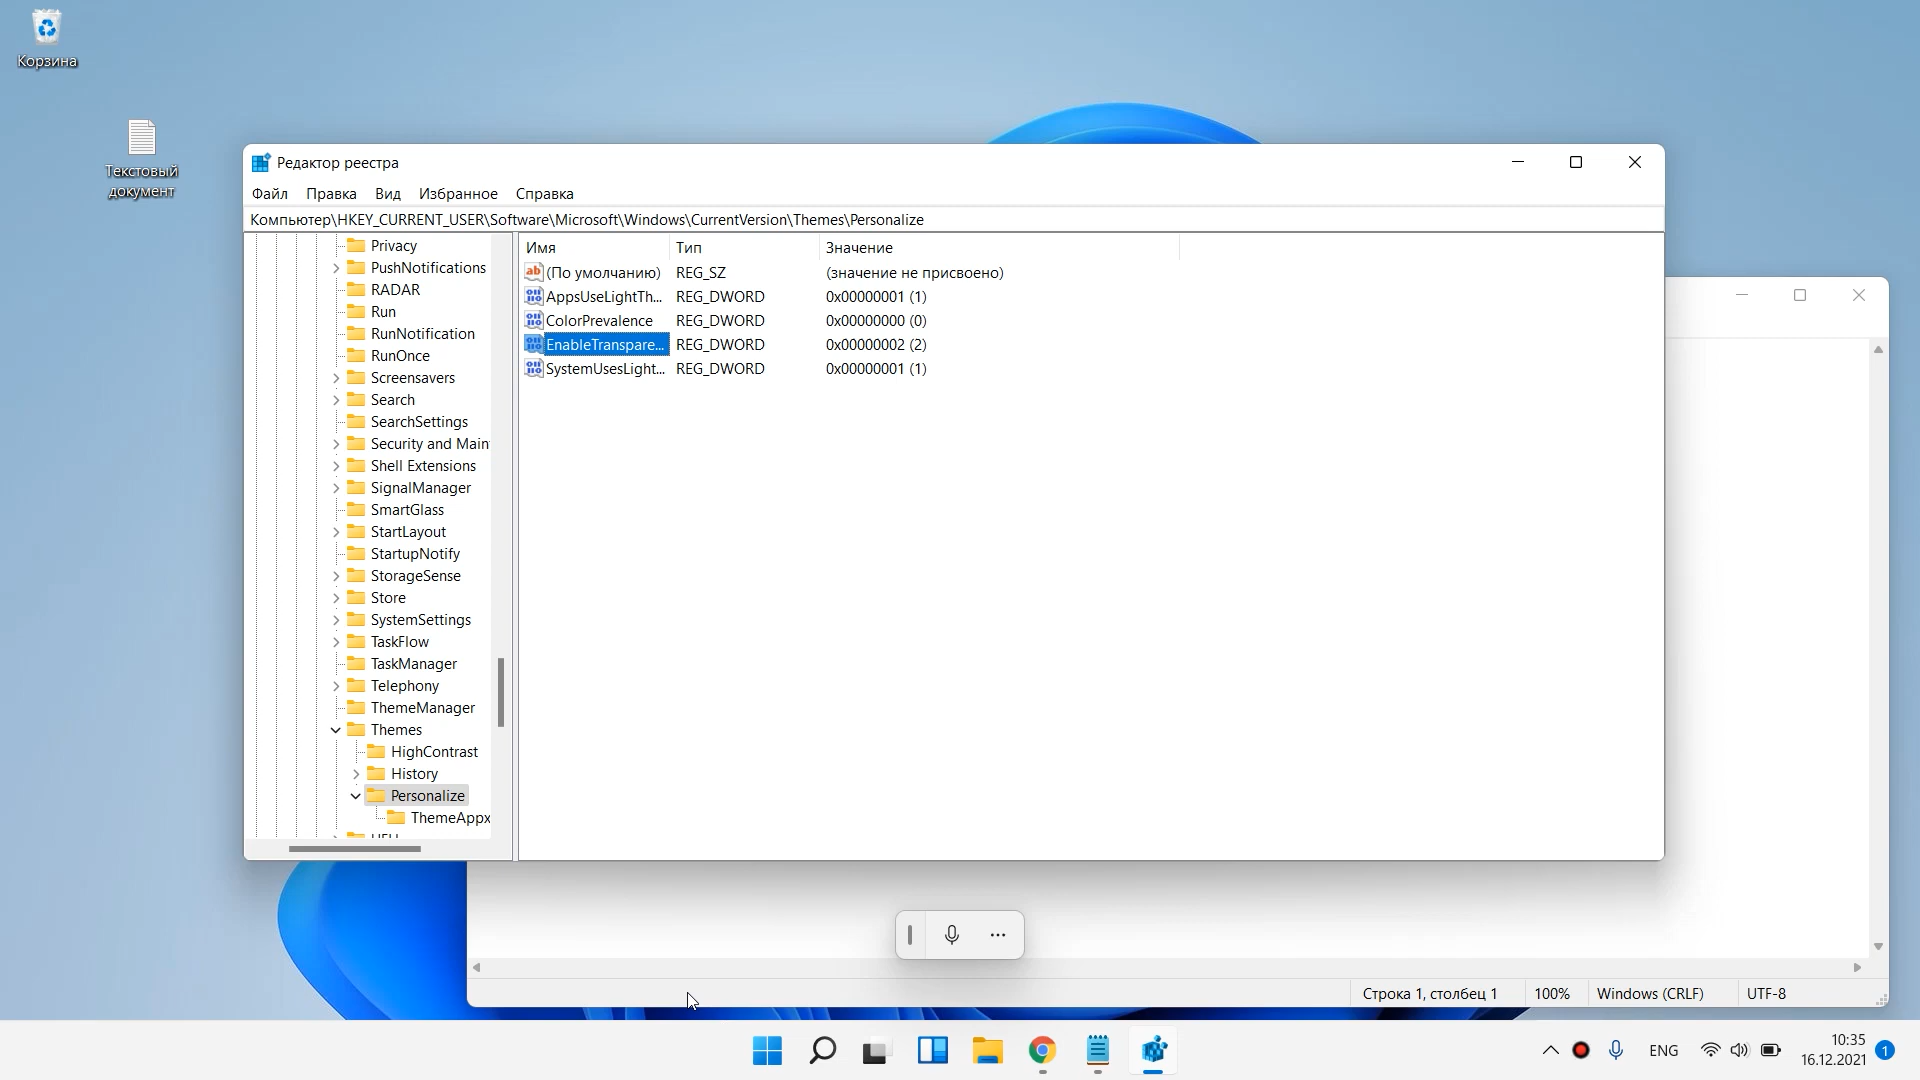 Корзина
Текстовый
документ
Редактор реестра
Файл Правка Вид Избранное Справка
Компьютер\HKEY_CURRENT_USER\Software\Microsoft\Windows\CurrentVersion\Themes\Personalize
Privacy
PushNotifications
RADAR
Run
RunNotification
RunOnce
Screensavers
Search
SearchSettings
Security and Main
Shell Extensions
SignalManager
SmartGlass
StartLayout
StartupNotify
StorageSense
Store
SystemSettings
TaskFlow
TaskManager
Telephony
ThemeManager
Themes
HighContrast
History
Personalize
ThemeAppx
Имя Тип Значение
(По умолчанию) REG_SZ (значение не присвоено)
AppsUseLightTh... REG_DWORD 0x00000001 (1)
ColorPrevalence REG_DWORD 0x00000000 (0)
EnableTranspare... REG_DWORD 0x00000002 (2)
SystemUsesLight... REG_DWORD 0x00000001 (1)
Строка 1, столбец 1 100% Windows (CRLF) UTF-8
ENG
10:35
16.12.2021
1